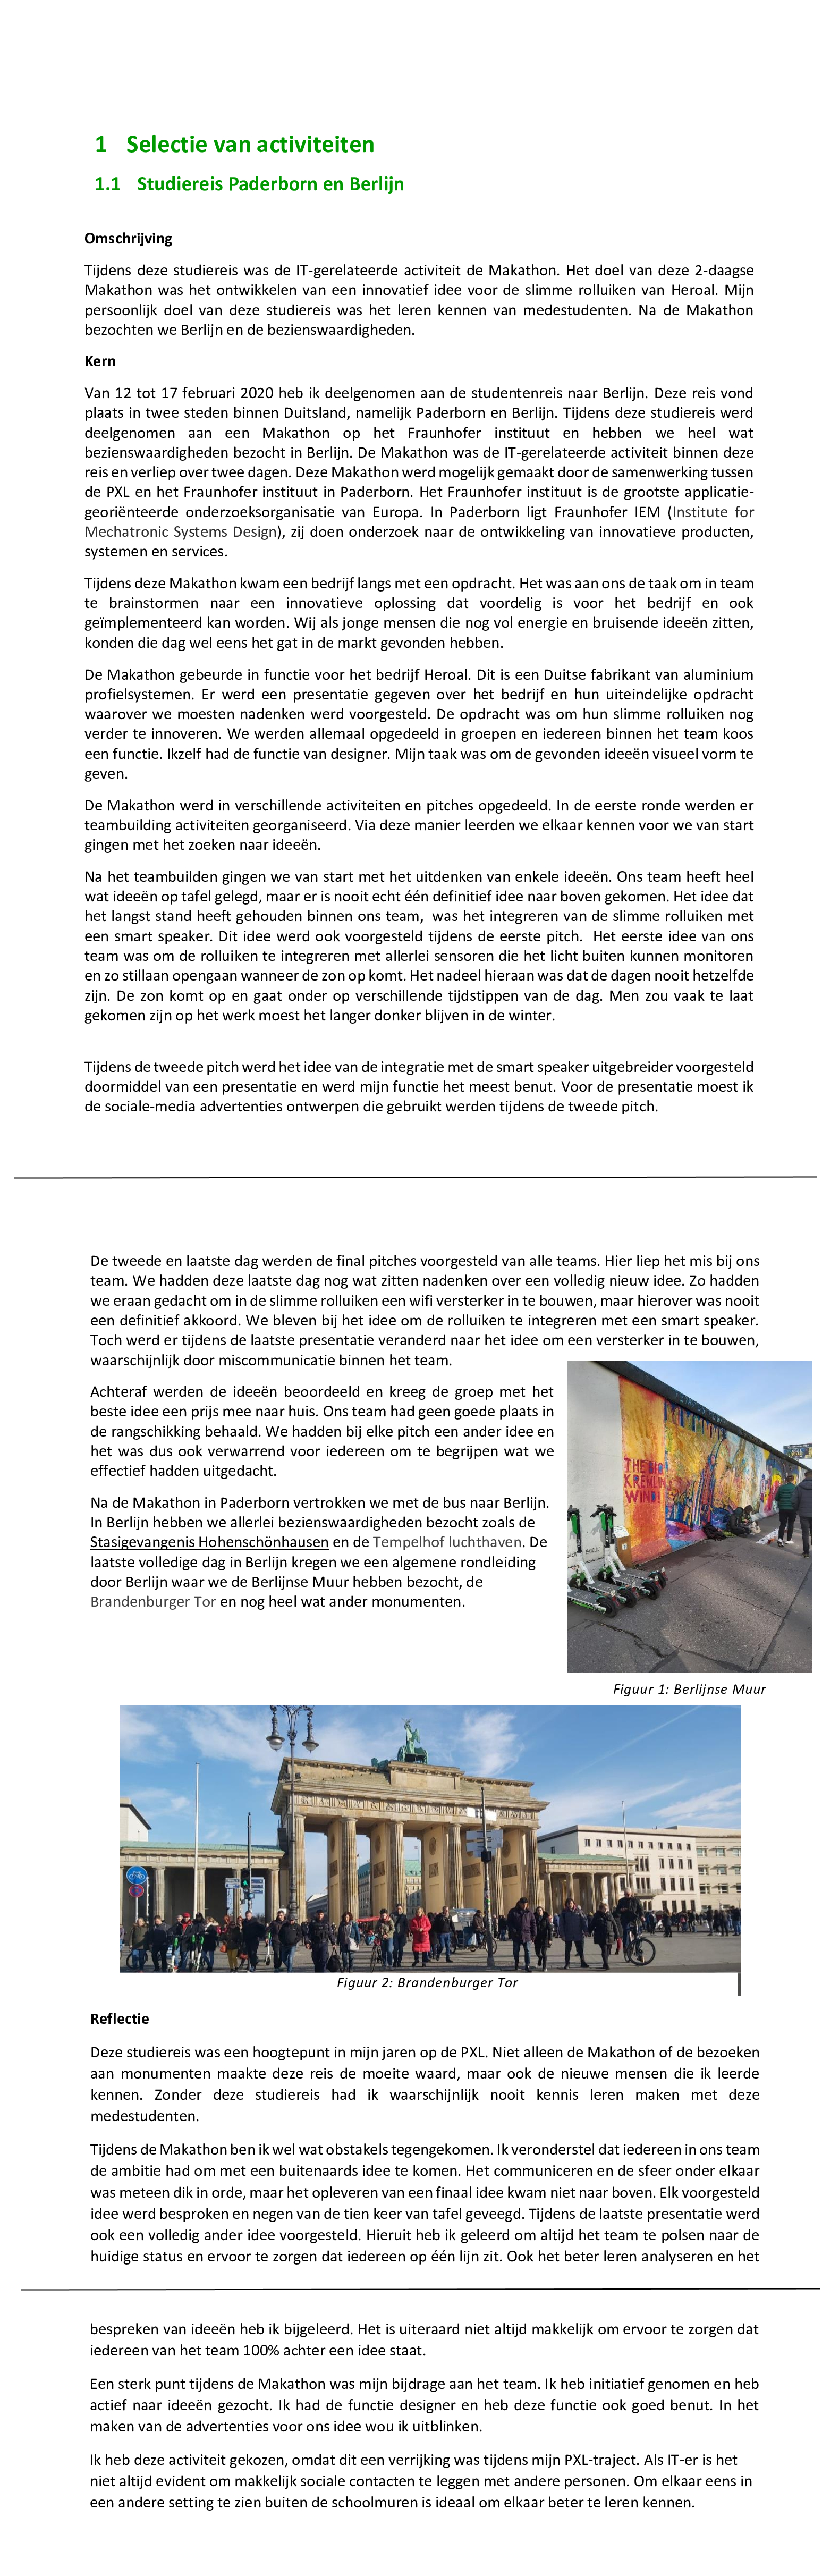 1 Selectie van activiteiten
1.1 Studiereis Paderborn en Berlijn
Omschrijving
Tijdens deze studiereis was de IT-gerelateerde activiteit de Makathon. Het doel van deze 2-daagse
Makathon was het ontwikkelen van een innovatief idee voor de slimme rolluiken van Heroal. Mijn
persoonlijk doel van deze studiereis was het leren kennen van medestudenten. Na de Makathon
bezochten we Berlijn en de bezienswaardigheden.
Kern
Van 12 tot 17 februari 2020 heb ik deelgenomen aan de studentenreis naar Berlijn. Deze reis vond
plaats in twee steden binnen Duitsland, namelijk Paderborn en Berlijn. Tijdens deze studiereis werd
deelgenomen aan een Makathon op het Fraunhofer instituut en hebben we heel wat
bezienswaardigheden bezocht in Berlijn. De Makathon was de IT-gerelateerde activiteit binnen deze
reis en verliep over twee dagen. Deze Makathon werd mogelijk gemaakt door de samenwerking tussen
de PXL en het Fraunhofer instituut in Paderborn. Het Fraunhofer instituut is de grootste applicatie-
georiënteerde onderzoeksorganisatie van Europa. In Paderborn ligt Fraunhofer IEM (Institute for
Mechatronic Systems Design), zij doen onderzoek naar de ontwikkeling van innovatieve producten,
systemen en services.
Tijdens deze Makathon kwam een bedrijf langs met een opdracht. Het was aan ons de taak om in team
te brainstormen naar een innovatieve oplossing dat voordelig is voor het bedrijf en ook
geïmplementeerd kan worden. Wij als jonge mensen die nog vol energie en bruisende ideeën zitten,
konden die dag wel eens het gat in de markt gevonden hebben.
De Makathon gebeurde in functie voor het bedrijf Heroal. Dit is een Duitse fabrikant van aluminium
profielsystemen. Er werd een presentatie gegeven over het bedrijf en hun uiteindelijke opdracht
waarover we moesten nadenken werd voorgesteld. De opdracht was om hun slimme rolluiken nog
verder te innoveren. We werden allemaal opgedeeld in groepen en iedereen binnen het team koos
een functie. Ikzelf had de functie van designer. Mijn taak was om de gevonden ideeën visueel vorm te
geven.
De Makathon werd in verschillende activiteiten en pitches opgedeeld. In de eerste ronde werden er
teambuilding activiteiten georganiseerd. Via deze manier leerden we elkaar kennen voor we van start
gingen met het zoeken naar ideeën.
Na het teambuilden gingen we van start met het uitdenken van enkele ideeën. Ons team heeft heel
wat ideeën op tafel gelegd, maar er is nooit echt één definitief idee naar boven gekomen. Het idee dat
het langst stand heeft gehouden binnen ons team, was het integreren van de slimme rolluiken met
een smart speaker. Dit idee werd ook voorgesteld tijdens de eerste pitch. Het eerste idee van ons
team was om de rolluiken te integreren met allerlei sensoren die het licht buiten kunnen monitoren
en zo stillaan opengaan wanneer de zon op komt. Het nadeel hieraan was dat de dagen nooit hetzelfde
zijn. De zon komt op en gaat onder op verschillende tijdstippen van de dag. Men zou vaak te laat
gekomen zijn op het werk moest het langer donker blijven in de winter.
Tijdens de tweede pitch werd het idee van de integratie met de smart speaker uitgebreider voorgesteld
doormiddel van een presentatie en werd mijn functie het meest benut. Voor de presentatie moest ik
de sociale-media advertenties ontwerpen die gebruikt werden tijdens de tweede pitch.
De tweede en laatste dag werden de final pitches voorgesteld van alle teams. Hier liep het mis bij ons
team. We hadden deze laatste dag nog wat zitten nadenken over een volledig nieuw idee. Zo hadden
we eraan gedacht om in de slimme rolluiken een wifi versterker in te bouwen, maar hierover was nooit
een definitief akkoord. We bleven bij het idee om de rolluiken te integreren met een smart speaker.
Toch werd er tijdens de laatste presentatie veranderd naar het idee om een versterker in te bouwen,
waarschijnlijk door miscommunicatie binnen het team.
Achteraf werden de ideeën beoordeeld en kreeg de groep met het
beste idee een prijs mee naar huis. Ons team had geen goede plaats in
de rangschikking behaald. We hadden bij elke pitch een ander idee en
het was dus ook verwarrend voor iedereen om te begrijpen wat we
effectief hadden uitgedacht.
Na de Makathon in Paderborn vertrokken we met de bus naar Berlijn.
In Berlijn hebben we allerlei bezienswaardigheden bezocht zoals de
Stasigevangenis Hohenschönhausen en de Tempelhof luchthaven. De
laatste volledige dag in Berlijn kregen we een algemene rondleiding
door Berlijn waar we de Berlijnse Muur hebben bezocht, de
Brandenburger Tor en nog heel wat ander monumenten.
THE BIG
KREMLIN
WIND
Figuur 1: Berlijnse Muur
Figuur 2: Brandenburger Tor
Reflectie
Deze studiereis was een hoogtepunt in mijn jaren op de PXL. Niet alleen de Makathon of de bezoeken
aan monumenten maakte deze reis de moeite waard, maar ook de nieuwe mensen die ik leerde
kennen. Zonder deze studiereis had ik waarschijnlijk nooit kennis leren maken met deze
medestudenten.
Tijdens de Makathon ben ik wel wat obstakels tegengekomen. Ik veronderstel dat iedereen in ons team
de ambitie had om met een buitenaards idee te komen. Het communiceren en de sfeer onder elkaar
was meteen dik in orde, maar het opleveren van een finaal idee kwam niet naar boven. Elk voorgesteld
idee werd besproken en negen van de tien keer van tafel geveegd. Tijdens de laatste presentatie werd
ook een volledig ander idee voorgesteld. Hieruit heb ik geleerd om altijd het team te polsen naar de
huidige status en ervoor te zorgen dat iedereen op één lijn zit. Ook het beter leren analyseren en het
bespreken van ideeën heb ik bijgeleerd. Het is uiteraard niet altijd makkelijk om ervoor te zorgen dat
iedereen van het team 100% achter een idee staat.
Een sterk punt tijdens de Makathon was mijn bijdrage aan het team. Ik heb initiatief genomen en heb
actief naar ideeën gezocht. Ik had de functie designer en heb deze functie ook goed benut. In het
maken van de advertenties voor ons idee wou ik uitblinken.
Ik heb deze activiteit gekozen, omdat dit een verrijking was tijdens mijn PXL-traject. Als IT-er is het
niet altijd evident om makkelijk sociale contacten te leggen met andere personen. Om elkaar eens in
een andere setting te zien buiten de schoolmuren is ideaal om elkaar beter te leren kennen.